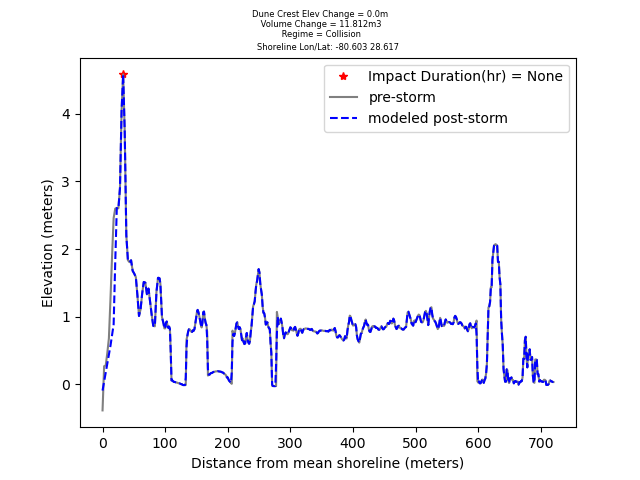 Dune Crest Elev Change = 0.0m
Volume Change = 11.812m3
Regime = Collision
Shoreline Lon/Lat: -80.603 28.617
Impact Duration(hr) = None
pre-storm
modeled post-storm
Elevation (meters)
4
3
2
1
0
0 100 200 300 400 500 600 700
Distance from mean shoreline (meters)